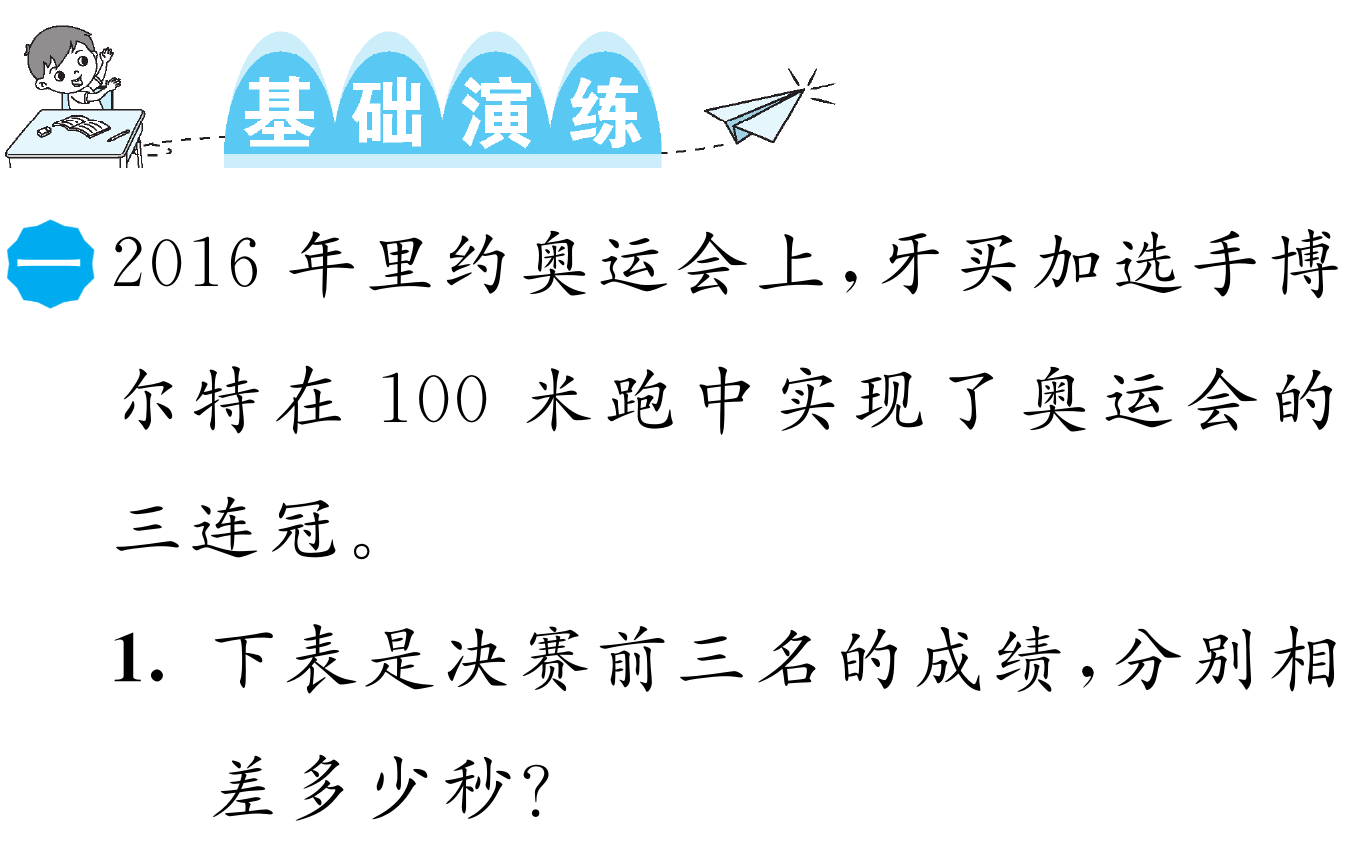 基础演练
一 2016 年里约奥运会上,牙买加选手博
尔特在 100 米跑中实现了奥运会的
三连冠。
1. 下表是决赛前三名的成绩,分别相
差多少秒?